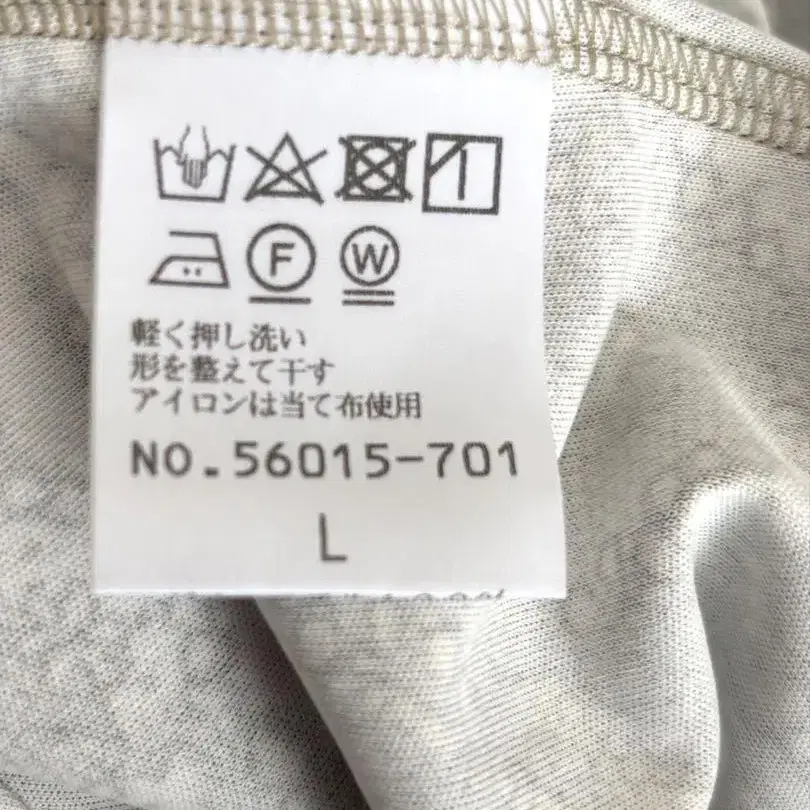 F W
軽く押し洗い
形を整えて干す
アイロンは当て布使用
NO.56015-701
L